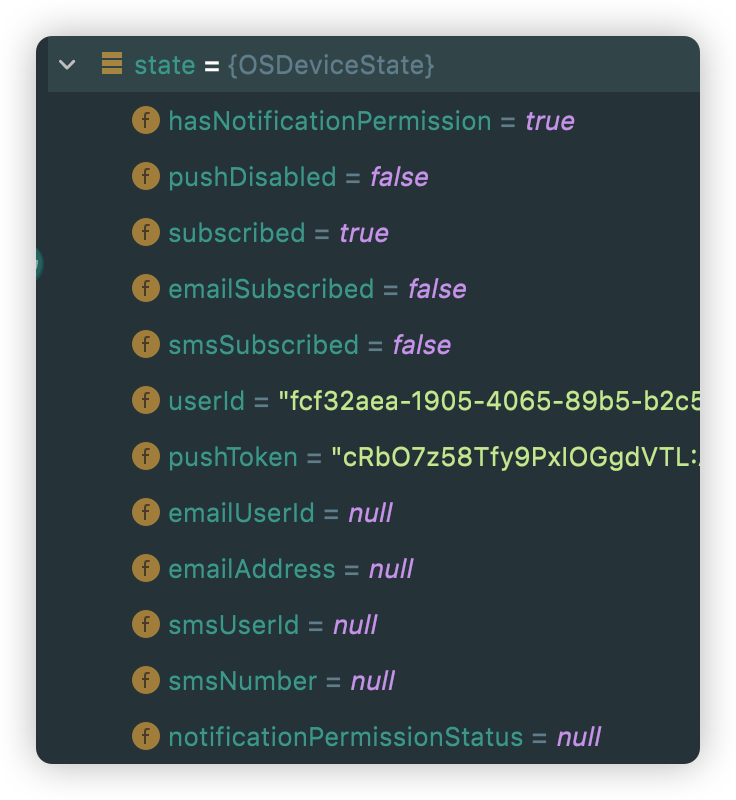 state = {OSDeviceState}
f hasNotificationPermission = true
f pushDisabled = false
f subscribed = true
f emailSubscribed = false
f smsSubscribed = false
f userId = "fcf32aea-1905-4065-89b5-b2c5
f pushToken = "cRbO7z58Tfy9PxIOGgdVTL:
f emailUserId = null
f emailAddress = null
f smsUserId = null
f smsNumber = null
f notificationPermissionStatus = null